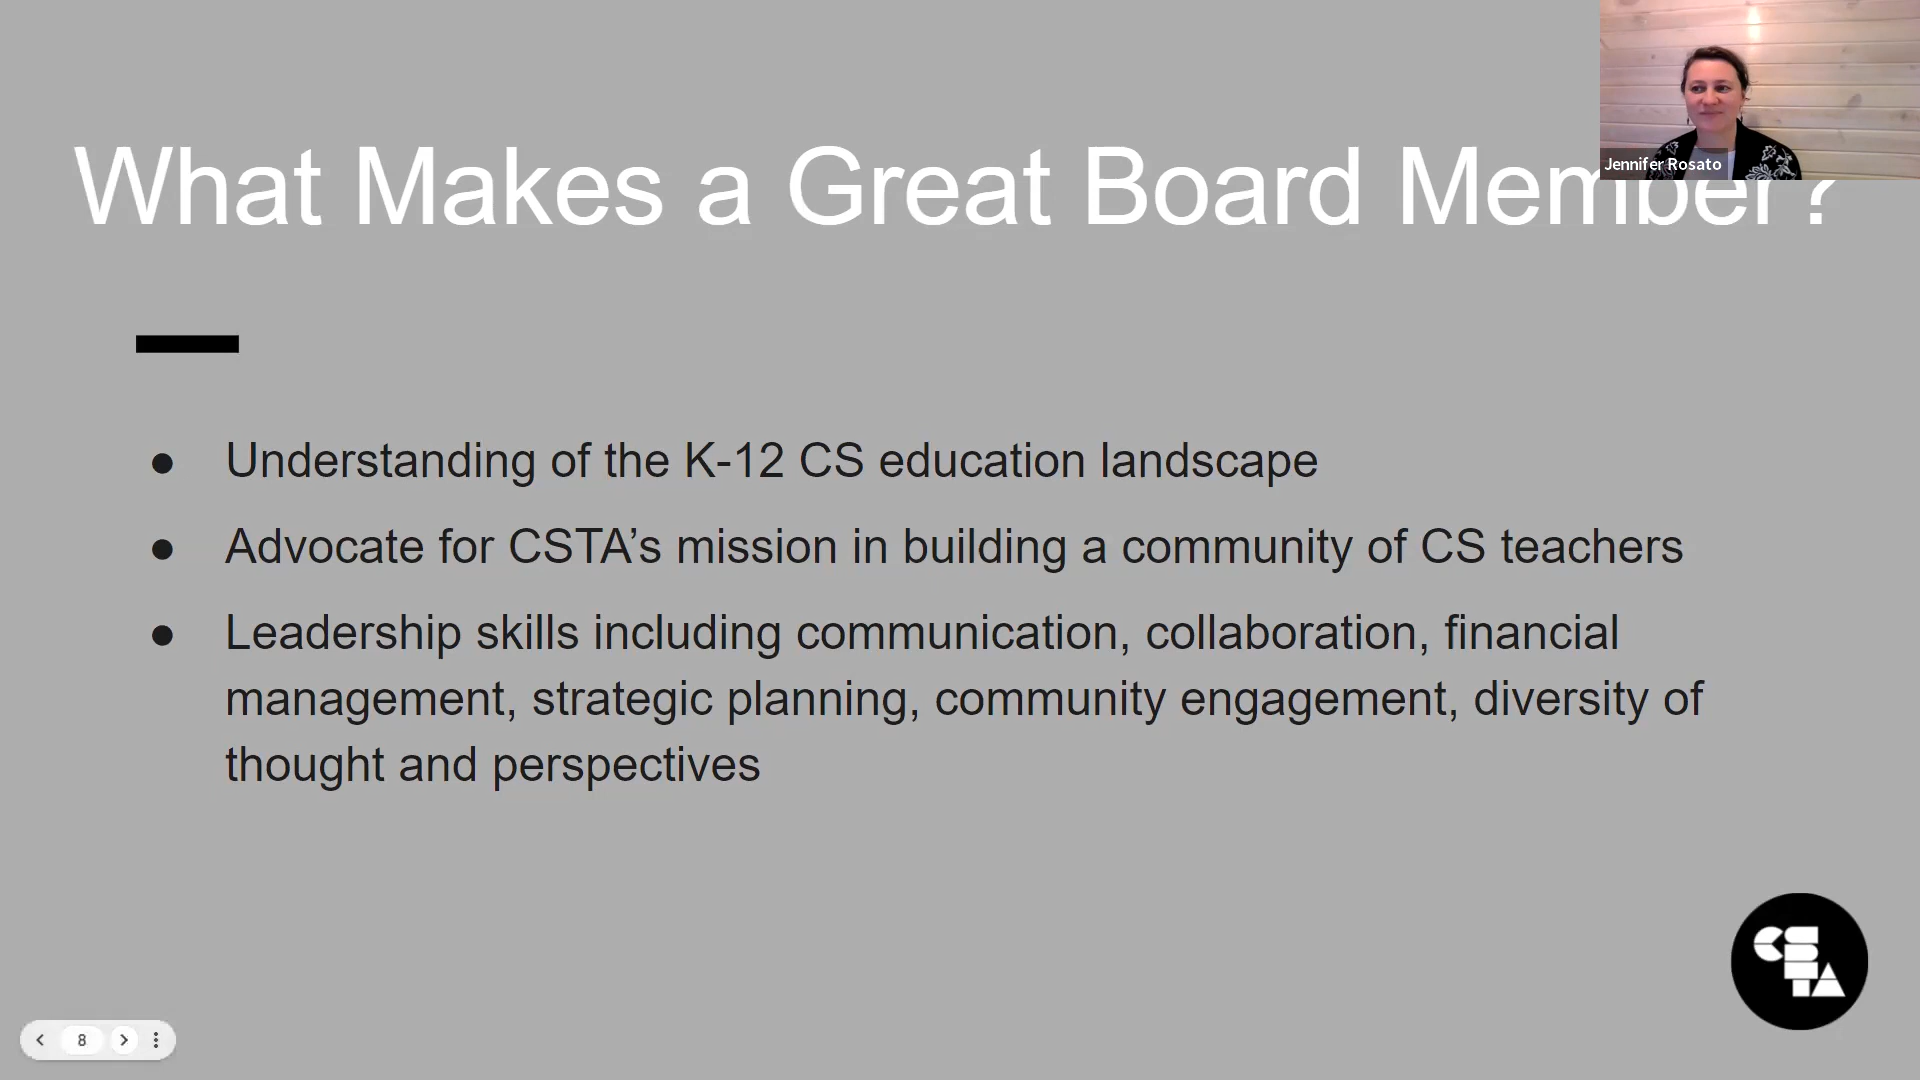 What Makes a Great Board Member?
Jennifer Rosato
● Understanding of the K-12 CS education landscape
● Advocate for CSTA’s mission in building a community of CS teachers
● Leadership skills including communication, collaboration, financial
management, strategic planning, community engagement, diversity of
thought and perspectives
CS
TA
8